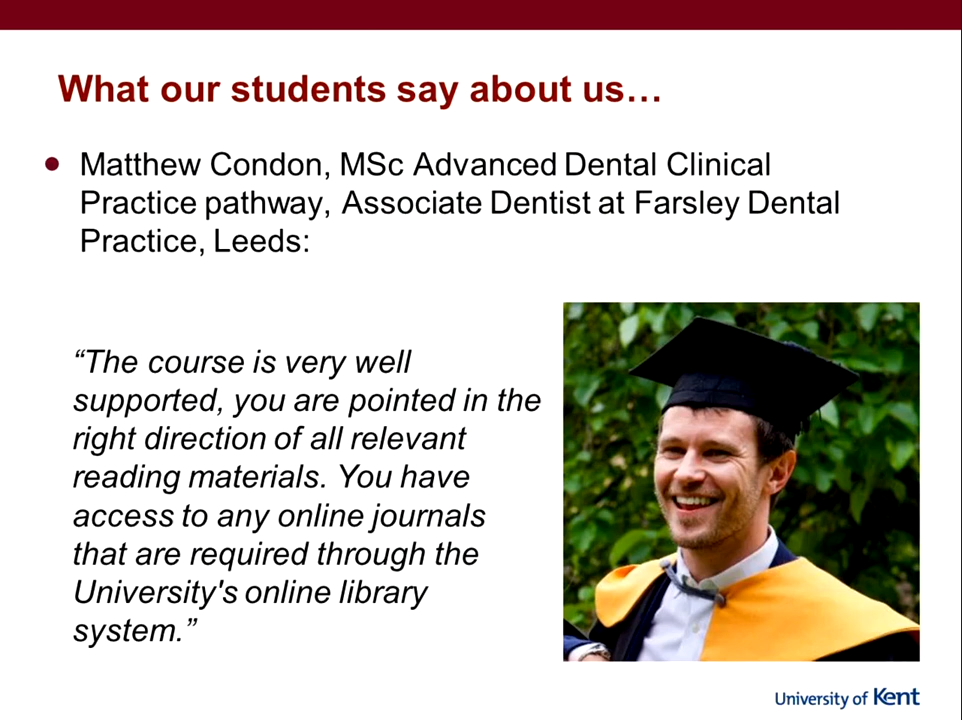 What our students say about us…
Matthew Condon, MSc Advanced Dental Clinical
Practice pathway, Associate Dentist at Farsley Dental
Practice, Leeds:
“The course is very well
supported, you are pointed in the
right direction of all relevant
reading materials. You have
access to any online journals
that are required through the
University's online library
system.”
University of Kent